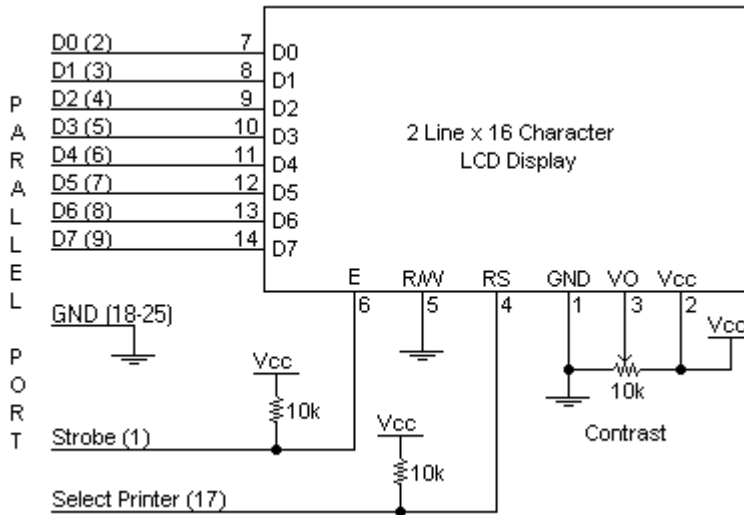 D0 (2) 7 D0
D1 (3) 8 D1
D2 (4) 9 D2
D3 (5) 10 D3
D4 (6) 11 D4
D5 (7) 12 D5
D6 (8) 13 D6
D7 (9) 14 D7
PARALLEL PORT
2 Line x 16 Character
LCD Display
E R/W RS GND VO Vcc
6 5 4 1 3 2
GND (18-25)
Vcc
Vcc
10k
10k
Contrast
Strobe (1)
Vcc
10k
Select Printer (17)